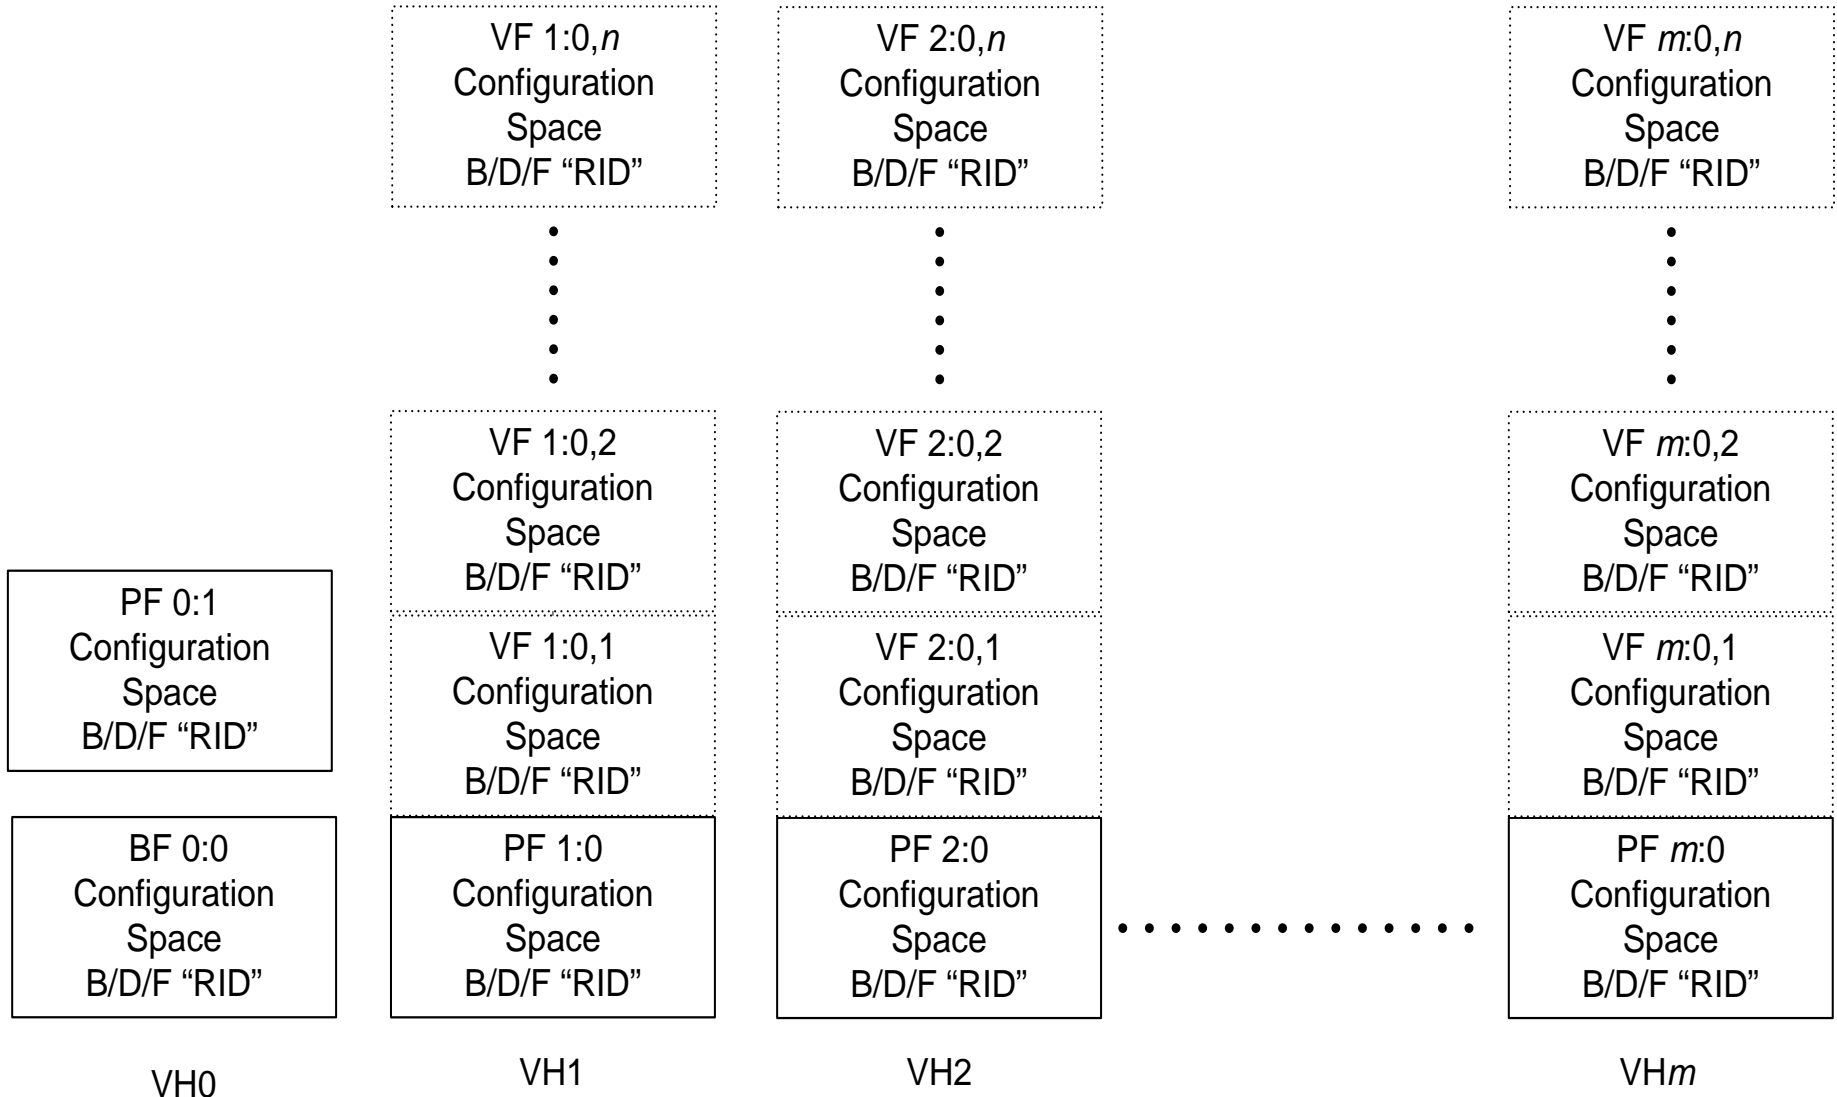 VF 1:0,n
Configuration
Space
B/D/F “RID”
VF 2:0,n
Configuration
Space
B/D/F “RID”
VF m:0,n
Configuration
Space
B/D/F “RID”
VF 1:0,2
Configuration
Space
B/D/F “RID”
VF 2:0,2
Configuration
Space
B/D/F “RID”
VF m:0,2
Configuration
Space
B/D/F “RID”
PF 0:1
Configuration
Space
B/D/F “RID”
VF 1:0,1
Configuration
Space
B/D/F “RID”
VF 2:0,1
Configuration
Space
B/D/F “RID”
VF m:0,1
Configuration
Space
B/D/F “RID”
BF 0:0
Configuration
Space
B/D/F “RID”
PF 1:0
Configuration
Space
B/D/F “RID”
PF 2:0
Configuration
Space
B/D/F “RID”
PF m:0
Configuration
Space
B/D/F “RID”
VH0
VH1
VH2
VHm